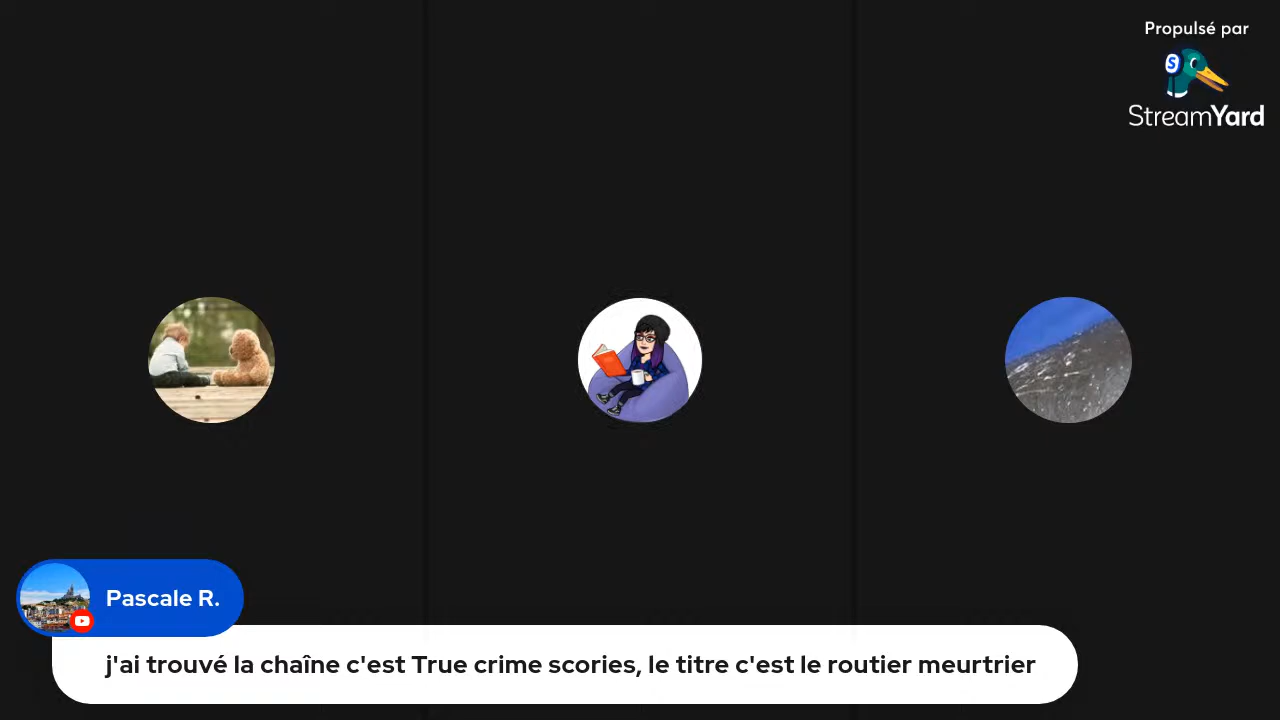 Propulsé par
S
StreamYard
Pascale R.
j'ai trouvé la chaîne c'est True crime scories, le titre c'est le routier meurtrier